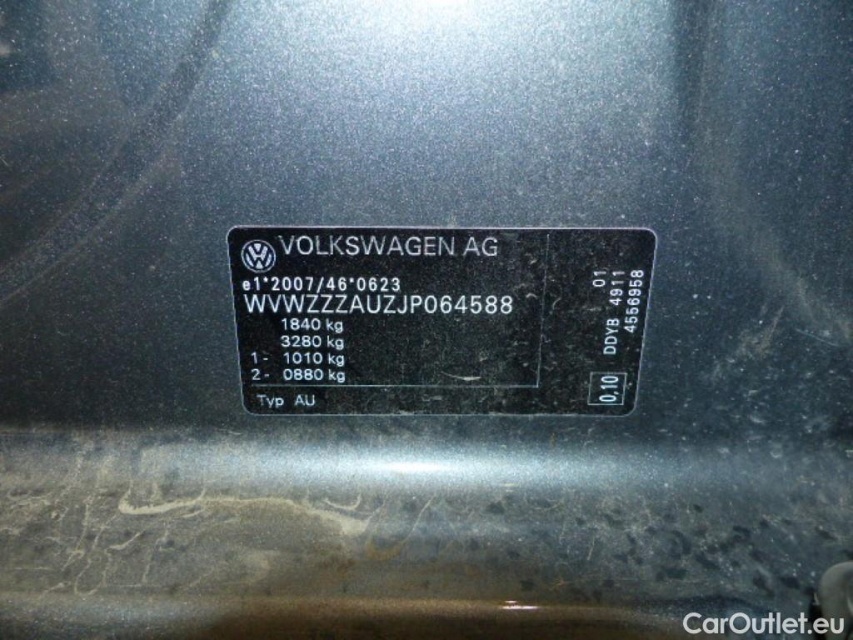 VOLKSWAGEN AG
e1*2007/46*0623
WVWZZZAUZJP064588
1840 kg
3280 kg
1- 1010 kg
2- 0880 kg
Typ AU
01
DDYB 4911
4556958
0,10
CarOutlet.eu